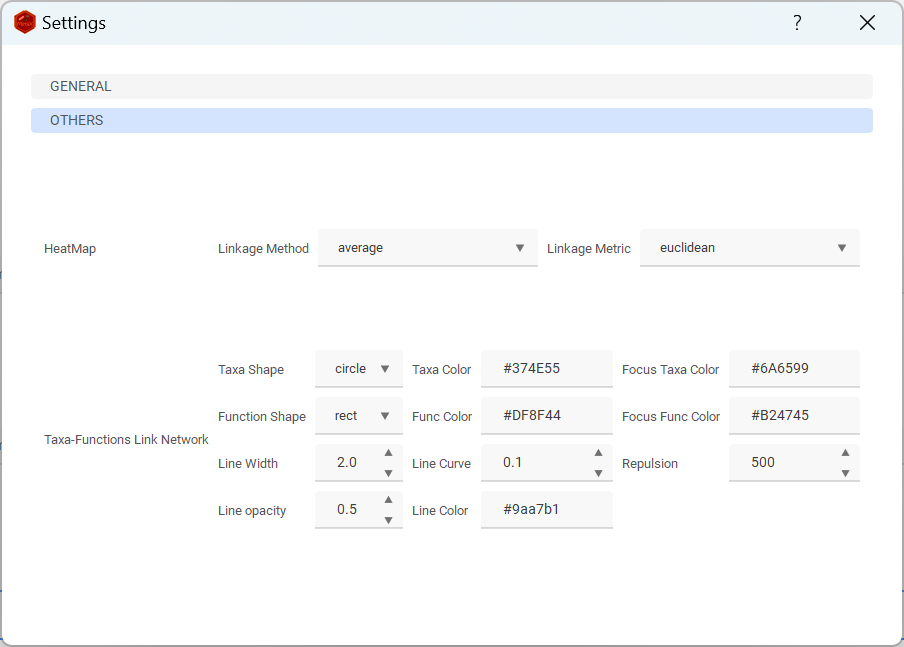 Settings ?
GENERAL
OTHERS
HeatMap Linkage Method average Linkage Metric euclidean
Taxa Shape circle Taxa Color #374E55 Focus Taxa Color #6A6599
Function Shape rect Func Color #DF8F44 Focus Func Color #B24745
Taxa-Functions Link Network
Line Width 2.0 Line Curve 0.1 Repulsion 500
Line opacity 0.5 Line Color #9aa7b1